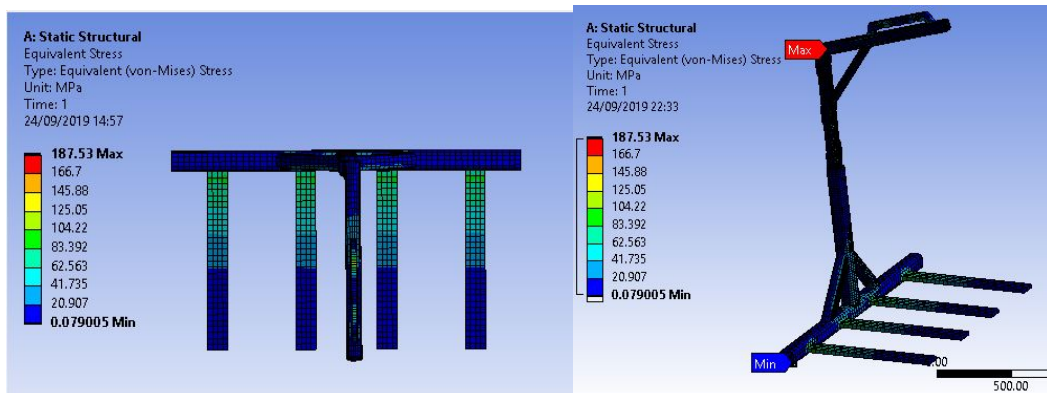 A: Static Structural
Equivalent Stress
Type: Equivalent (von-Mises) Stress
Unit: MPa
Time: 1
24/09/2019 14:57
187.53 Max
166.7
145.88
125.05
104.22
83.392
62.563
41.735
20.907
0.079005 Min
A: Static Structural
Equivalent Stress
Type: Equivalent (von-Mises) Stress
Unit: MPa
Time: 1
24/09/2019 22:33
187.53 Max
166.7
145.88
125.05
104.22
83.392
62.563
41.735
20.907
0.079005 Min
Max
Min
500.00